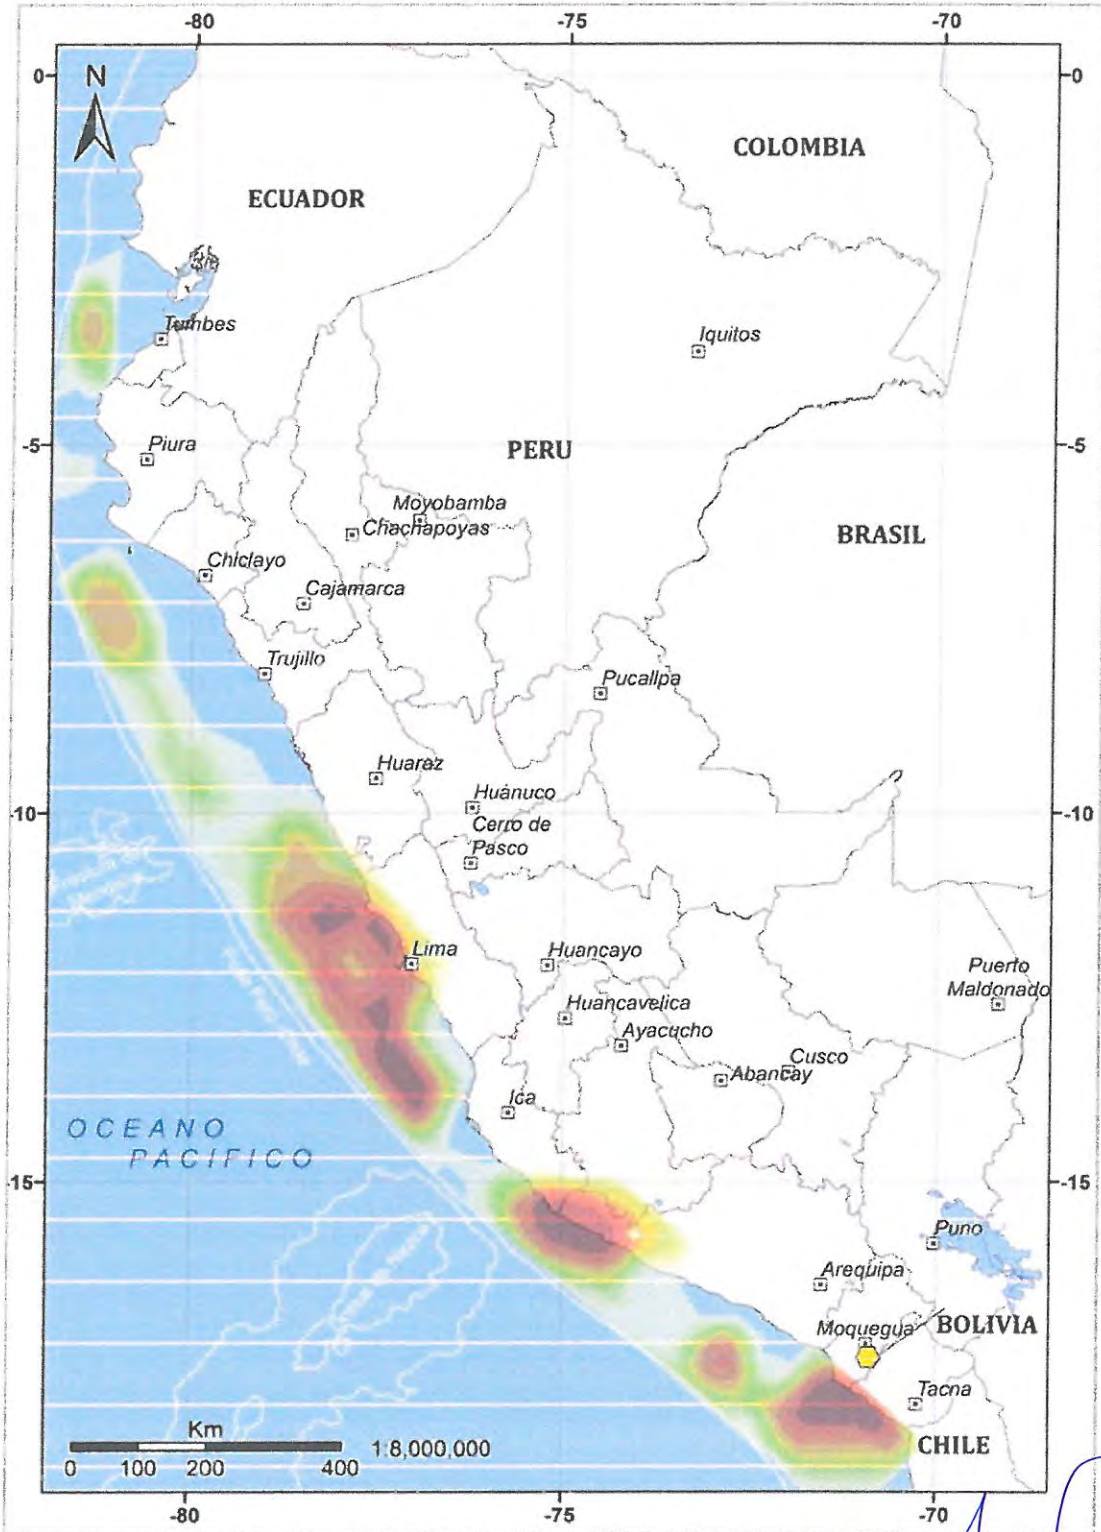 -80 -75 -70
0 0
N
COLOMBIA
ECUADOR
Tumbes
Iquitos
-5 -5
Piura
PERU
Moyobamba
Chachapoyas
BRASIL
Chiclayo
Cajamarca
Trujillo
Pucallpa
Huaraz
Huánuco
-10 -10
Cerro de
Pasco
Lima
Huancayo
Puerto
Maldonado
Huancavelica
Ayacucho
Cusco
Abancay
Ica
OCEANO
PACIFICO
-15 -15
Puno
Arequipa
Moquegua
BOLIVIA
Tacna
Km
1:8,000,000
CHILE
0 100 200 400
-80 -75 -70